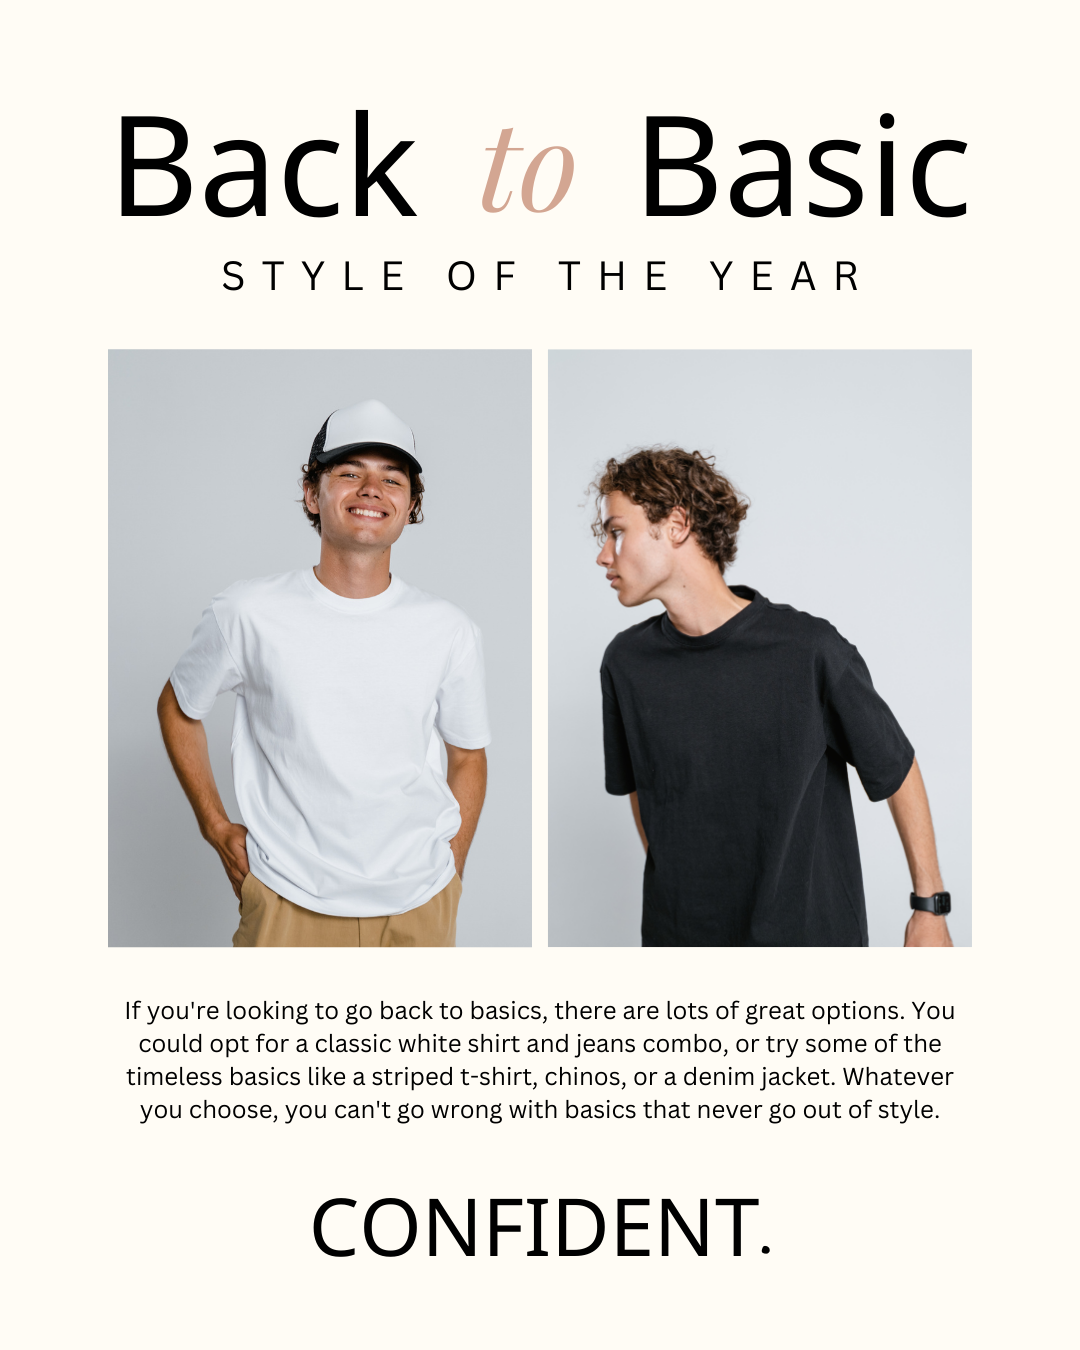 Back to Basic
STYLE OF THE YEAR
If you're looking to go back to basics, there are lots of great options. You
could opt for a classic white shirt and jeans combo, or try some of the
timeless basics like a striped t-shirt, chinos, or a denim jacket. Whatever
you choose, you can't go wrong with basics that never go out of style.
CONFIDENT.